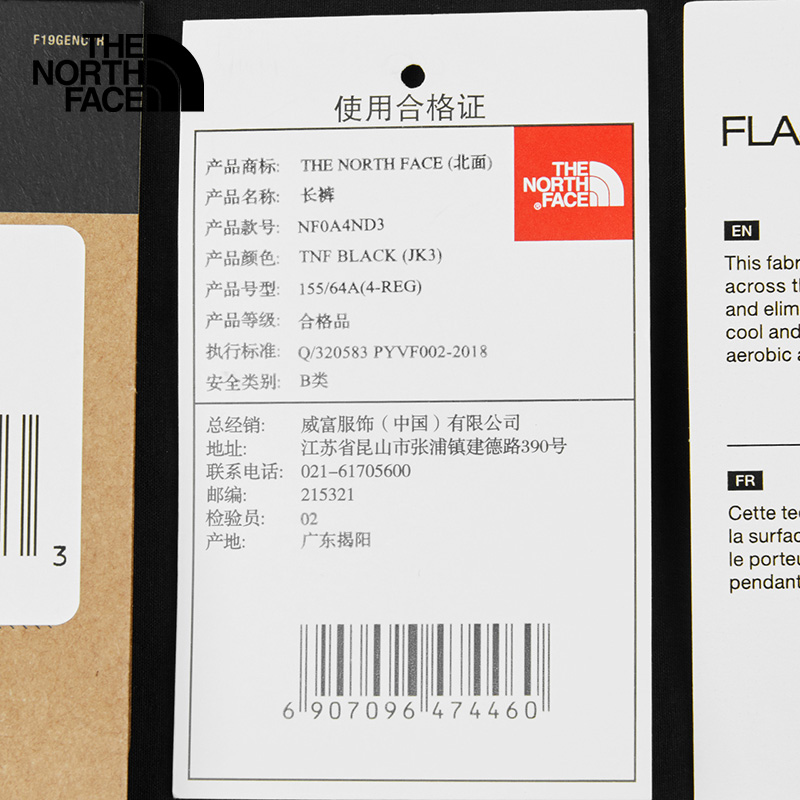 F19GENC
THE
NORTH
FACE
3
使用合格证
产品商标: THE NORTH FACE (北面)
产品名称: 长裤
产品款号: NF0A4ND3
产品颜色: TNF BLACK (JK3)
产品号型: 155/64A(4-REG)
产品等级: 合格品
执行标准: Q/320583 PYVF002-2018
安全类别: B类
THE
NORTH
®FACE
总经销: 威富服饰（中国）有限公司
地址: 江苏省昆山市张浦镇建德路390号
联系电话: 021-61705600
邮编: 215321
检验员: 02
产地: 广东揭阳
6 907096 474460
FLA
EN
This fabr
across t
and elim
cool and
aerobic a
FR
Cette te
la surfac
le porteu
pendant